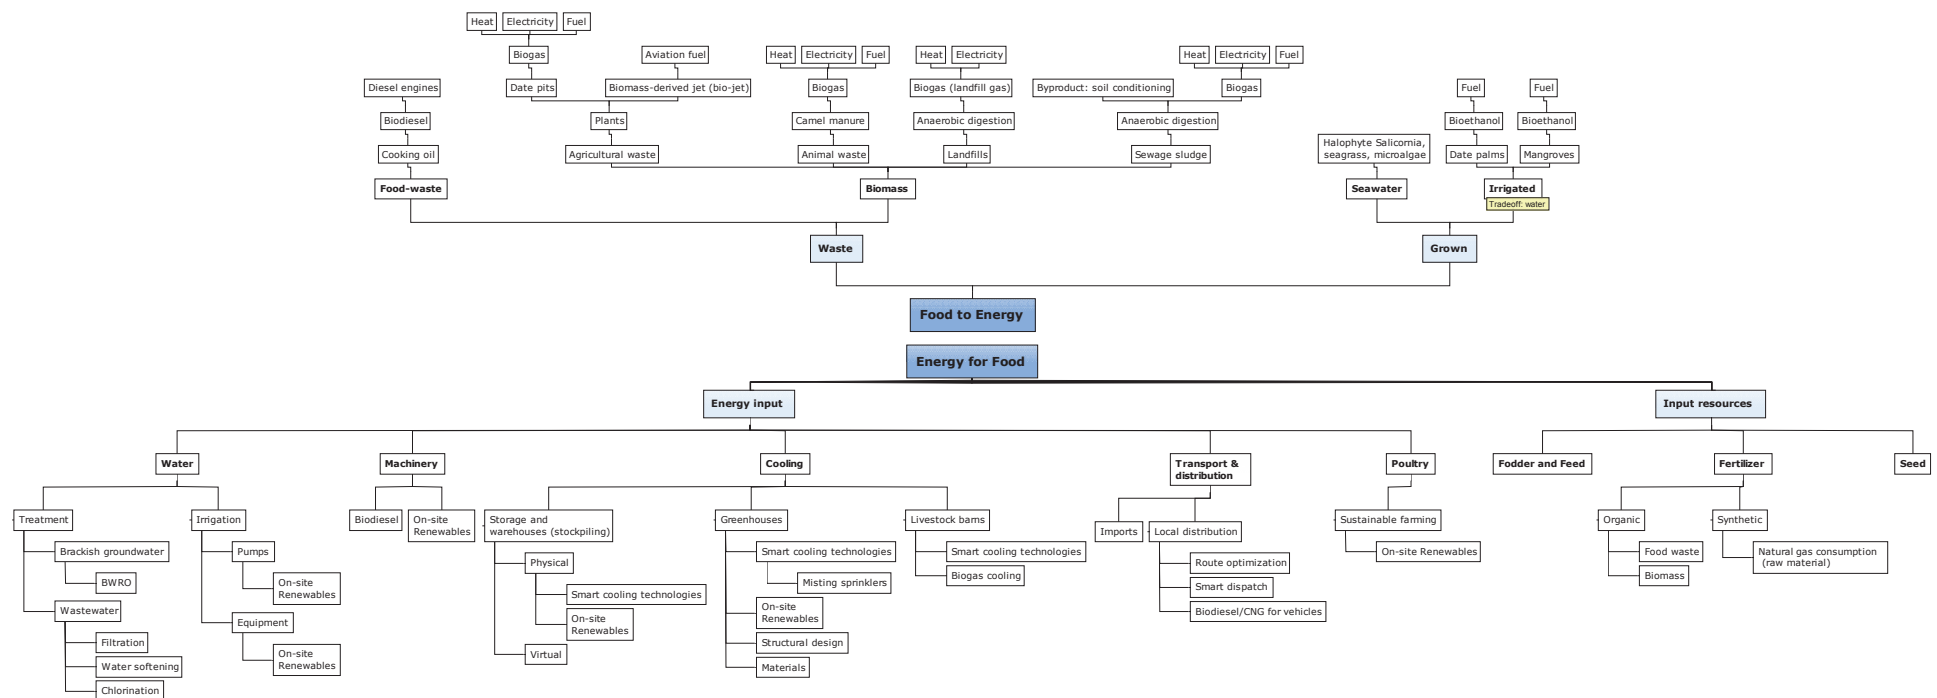 Heat Electricity Fuel
Biogas Aviation fuel Heat Electricity Fuel Heat Electricity Heat Electricity Fuel
Diesel engines Date pits Biomass-derived jet (bio-jet) Biogas Biogas (landfill gas) Byproduct: soil conditioning Biogas Fuel Fuel
Biodiesel Plants Camel manure Anaerobic digestion Anaerobic digestion Bioethanol Bioethanol
Halophyte Salicornia,
seagrass, microalgae
Cooking oil Agricultural waste Animal waste Landfills Sewage sludge Date palms Mangroves
Food-waste Biomass Seawater Irrigated
Tradeoff: water
Waste Grown
Food to Energy
Energy for Food
Energy input Input resources
Water Machinery Cooling Transport &
distribution
Poultry Fodder and Feed Fertilizer Seed
Treatment Irrigation Biodiesel On-site
Renewables
Storage and
warehouses (stockpiling)
Greenhouses Livestock barns Imports Local distribution Sustainable farming Organic Synthetic
Brackish groundwater Pumps Physical Smart cooling technologies Smart cooling technologies Route optimization On-site Renewables Food waste Natural gas consumption
(raw material)
BWRO On-site
Renewables
Smart cooling technologies Misting sprinklers Biogas cooling Smart dispatch Biomass
Wastewater Equipment On-site
Renewables
On-site
Renewables
Biodiesel/CNG for vehicles
Filtration On-site
Renewables
Virtual Structural design
Water softening Materials
Chlorination